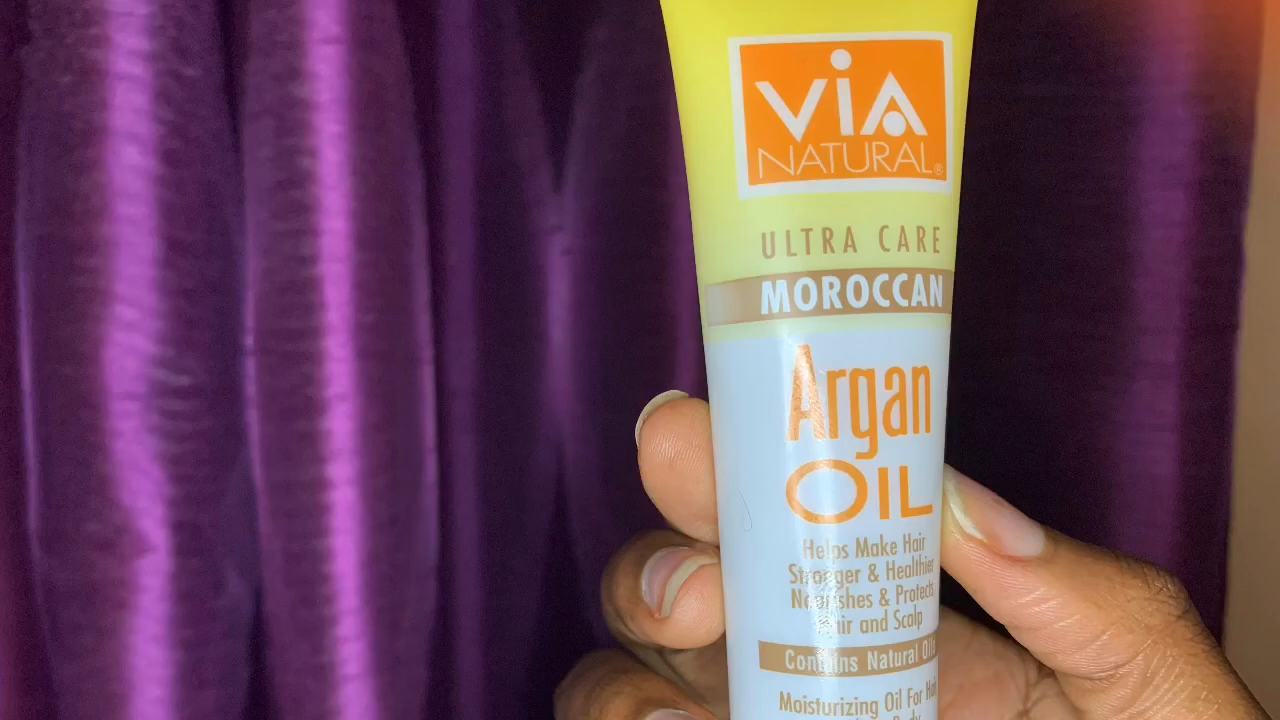 ViA
NATURAL®
ULTRA CARE
MOROCCAN
Argan
OIL
Helps Make Hair
Stronger & Healthier
Nourishes & Protects
Hair and Scalp
Contains Natural Oils
Moisturizing Oil For Hair
Body